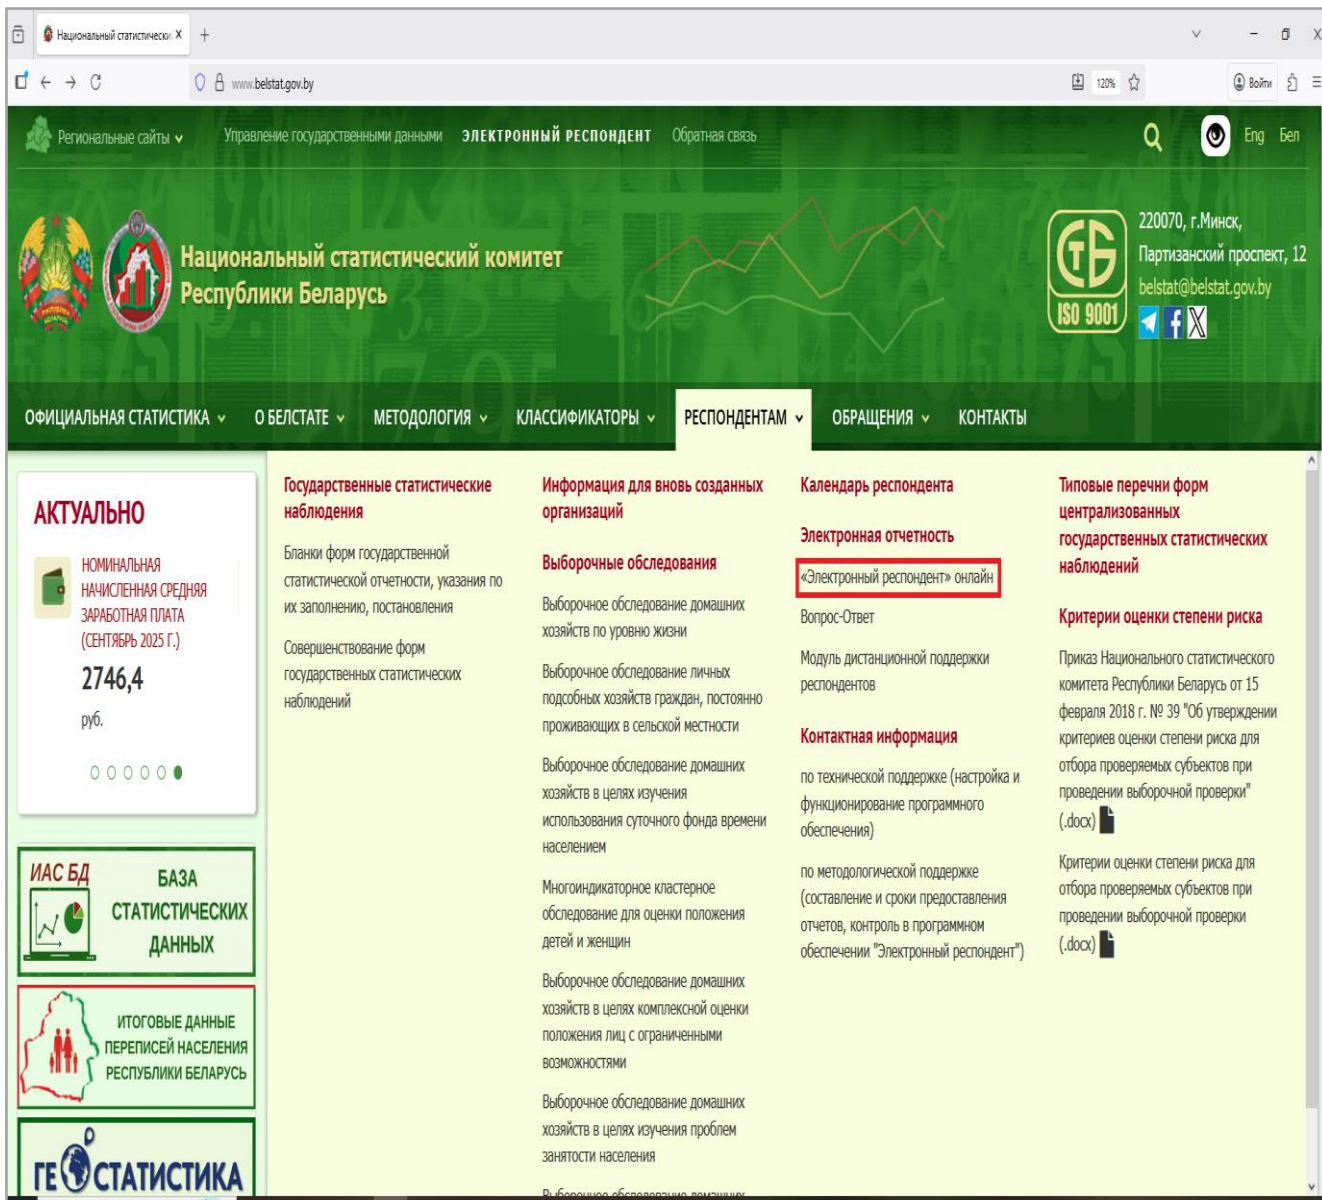 Национальный статистически
www.belstat.gov.by
120%
Войти
Региональные сайты
Управление государственными данными
ЭЛЕКТРОННЫЙ РЕСПОНДЕНТ
Обратная связь
Eng
Бел
Национальный статистический комитет
Республики Беларусь
СТБ
ISO 9001
220070, г.Минск,
Партизанский проспект, 12
belstat@belstat.gov.by
ОФИЦИАЛЬНАЯ СТАТИСТИКА
О БЕЛСТАТЕ
МЕТОДОЛОГИЯ
КЛАССИФИКАТОРЫ
РЕСПОНДЕНТАМ
ОБРАЩЕНИЯ
КОНТАКТЫ
АКТУАЛЬНО
НОМИНАЛЬНАЯ
НАЧИСЛЕННАЯ СРЕДНЯЯ
ЗАРАБОТНАЯ ПЛАТА
(СЕНТЯБРЬ 2025 Г.)
2746,4
руб.
ИАС БД
БАЗА
СТАТИСТИЧЕСКИХ
ДАННЫХ
ИТОГОВЫЕ ДАННЫЕ
ПЕРЕПИСЕЙ НАСЕЛЕНИЯ
РЕСПУБЛИКИ БЕЛАРУСЬ
ГЕОСТАТИСТИКА
Государственные статистические
наблюдения
Бланки форм государственной
статистической отчетности, указания по
их заполнению, постановления
Совершенствование форм
государственных статистических
наблюдений
Информация для вновь созданных
организаций
Выборочные обследования
Выборочное обследование домашних
хозяйств по уровню жизни
Выборочное обследование личных
подсобных хозяйств граждан, постоянно
проживающих в сельской местности
Выборочное обследование домашних
хозяйств в целях изучения
использования суточного фонда времени
населением
Многоиндикаторное кластерное
обследование для оценки положения
детей и женщин
Выборочное обследование домашних
хозяйств в целях комплексной оценки
положения лиц с ограниченными
возможностями
Выборочное обследование домашних
хозяйств в целях изучения проблем
занятости населения
Выборочное обследование домашних
Календарь респондента
Электронная отчетность
«Электронный респондент» онлайн
Вопрос-Ответ
Модуль дистанционной поддержки
респондентов
Контактная информация
по технической поддержке (настройка и
функционирование программного
обеспечения)
по методологической поддержке
(составление и сроки предоставления
отчетов, контроль в программном
обеспечении "Электронный респондент")
Типовые перечни форм
централизованных
государственных статистических
наблюдений
Критерии оценки степени риска
Приказ Национального статистического
комитета Республики Беларусь от 15
февраля 2018 г. № 39 "Об утверждении
критериев оценки степени риска для
отбора проверяемых субъектов при
проведении выборочной проверки"
(.docx)
Критерии оценки степени риска для
отбора проверяемых субъектов при
проведении выборочной проверки
(.docx)